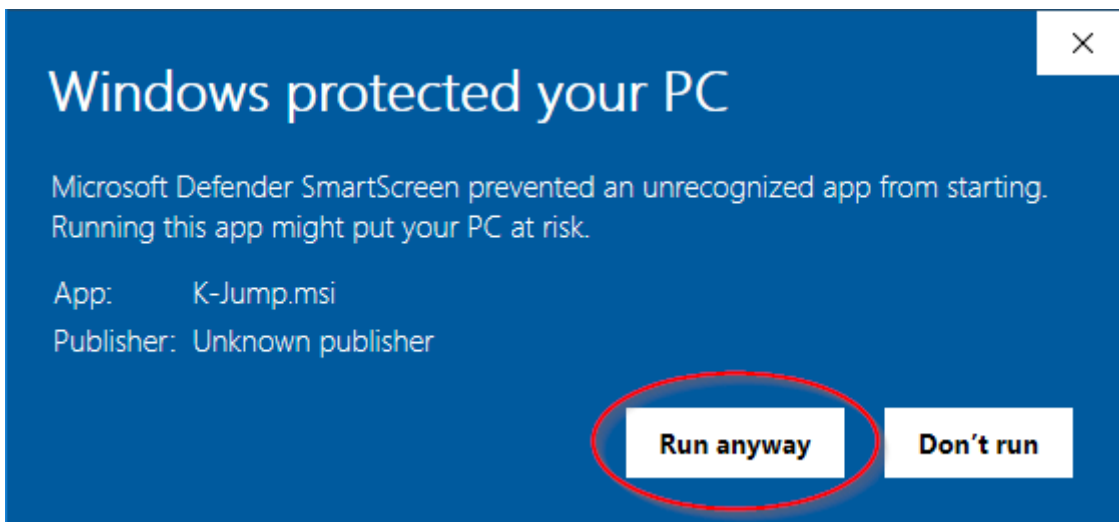 Windows protected your PC
Microsoft Defender SmartScreen prevented an unrecognized app from starting.
Running this app might put your PC at risk.
App: K-Jump.msi
Publisher: Unknown publisher
Run anyway Don’t run